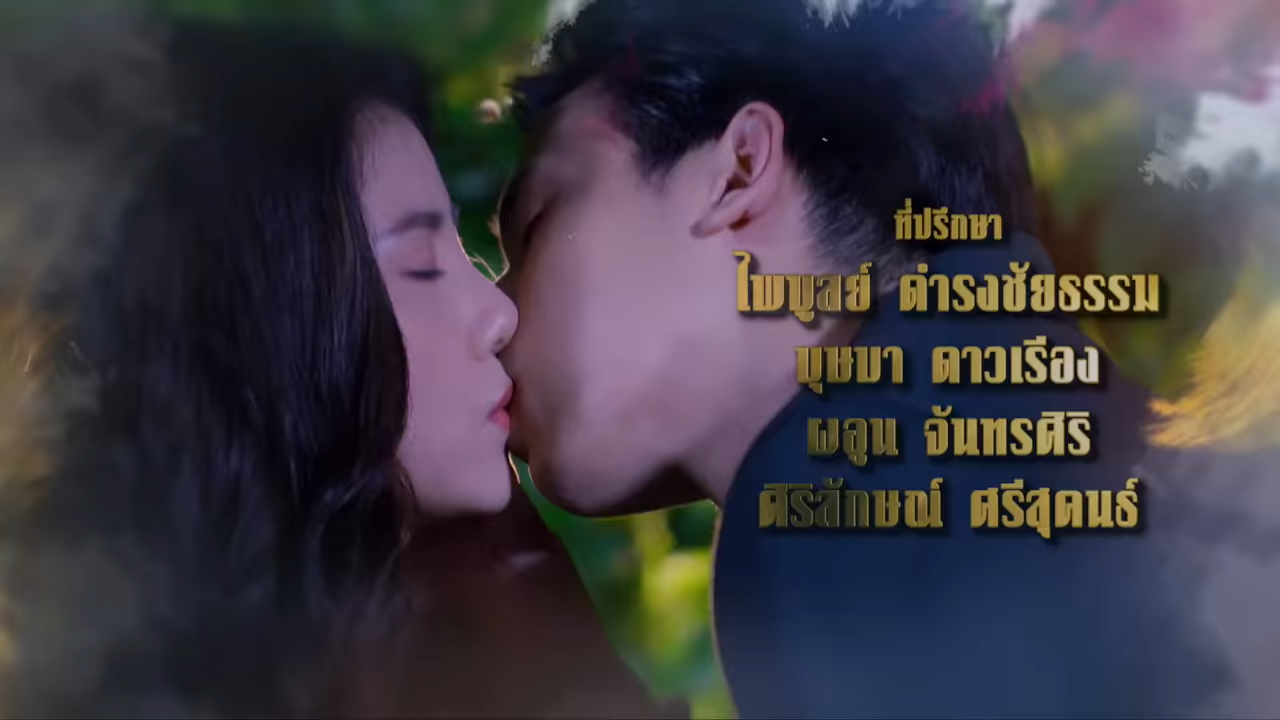 ที่ปรึกษา
ไพบูลย์ ดำรงชัยธรรม
บุษบา ดาวเรือง
ผอูน จันทรศิริ
ศิริลักษณ์ ศรีสุคนธ์